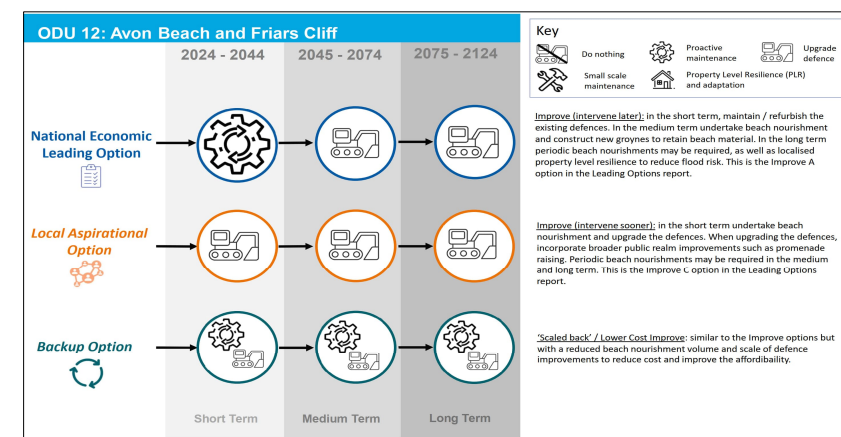 ODU 12: Avon Beach and Friars Cliff
2024 - 2044
2045 - 2074
2075 - 2124
Key
Do nothing
Proactive
maintenance
Upgrade
defence
Small scale
maintenance
Property Level Resilience (PLR)
and adaptation
National Economic
Leading Option
Improve (intervene later): in the short term, maintain / refurbish the
existing defences. In the medium term undertake beach nourishment
and construct new groynes to retain beach material. In the long term
periodic beach nourishments may be required, as well as localised
property level resilience to reduce flood risk. This is the Improve A
option in the Leading Options report.
Local Aspirational
Option
Improve (intervene sooner): in the short term undertake beach
nourishment and upgrade the defences. When upgrading the defences,
incorporate broader public realm improvements such as promenade
raising. Periodic beach nourishments may be required in the medium
and long term. This is the Improve C option in the Leading Options
report.
Backup Option
'Scaled back' / Lower Cost Improve: similar to the Improve options but
with a reduced beach nourishment volume and scale of defence
improvements to reduce cost and improve the affordibaility.
Short Term
Medium Term
Long Term